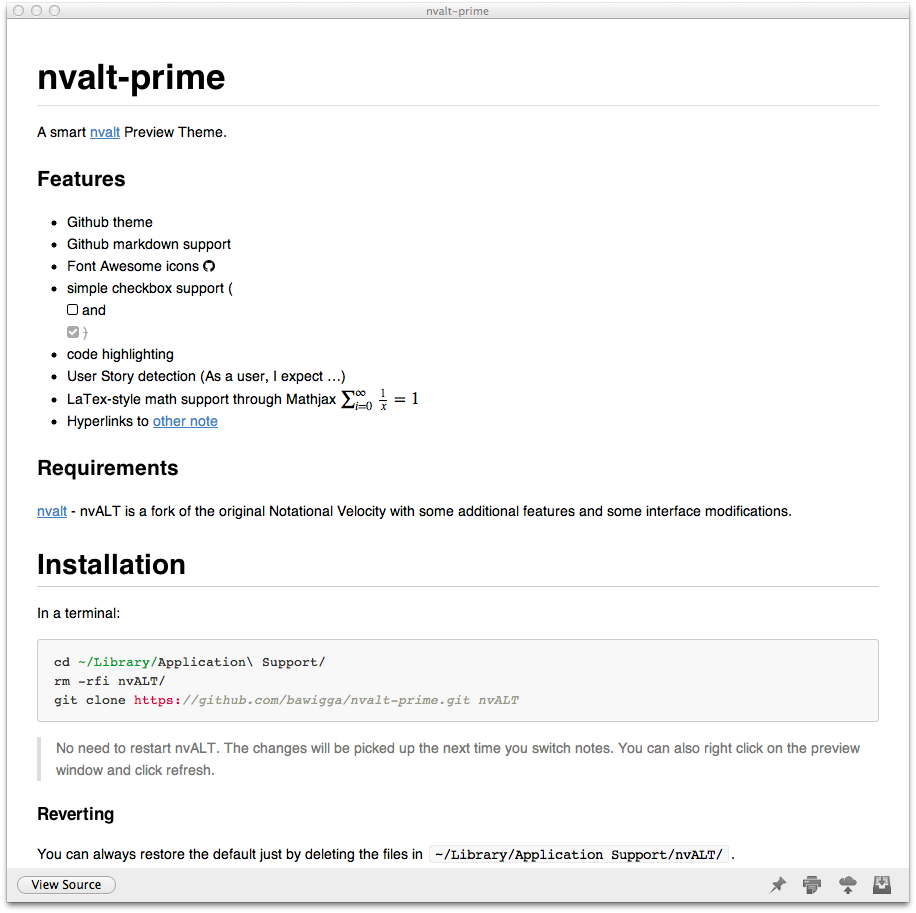 nvalt-prime
nvalt-prime
A smart nvalt Preview Theme.
Features
• Github theme
• Github markdown support
• Font Awesome icons
• simple checkbox support (
☐ and
☑ )
• code highlighting
• User Story detection (As a user, I expect …)
• LaTex-style math support through Mathjax ∑_{i=0}^{∞} 1/x = 1
• Hyperlinks to other note
Requirements
nvalt - nvALT is a fork of the original Notational Velocity with some additional features and some interface modifications.
Installation
In a terminal:
cd ~/Library/Application\ Support/
rm -rfi nvALT/
git clone https://github.com/bawigga/nvalt-prime.git nvALT
No need to restart nvALT. The changes will be picked up the next time you switch notes. You can also right click on the preview
window and click refresh.
Reverting
You can always restore the default just by deleting the files in ~/Library/Application Support/nvALT/ .
View Source